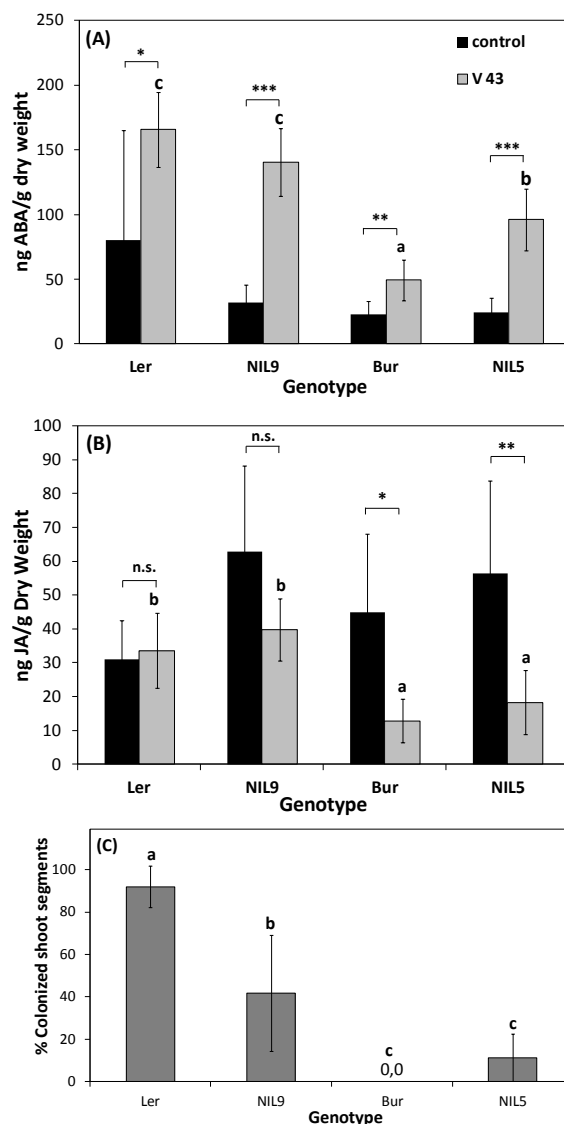 (A)
control
V 43
ng ABA/g dry weight
250
200
150
100
50
0
*
c
***
c
**
a
***
b
Ler NIL9 Bur NIL5
Genotype
(B)
ng JA/g Dry Weight
100
90
80
70
60
50
40
30
20
10
0
n.s.
b
n.s.
b
*
a
**
a
Ler NIL9 Bur NIL5
Genotype
(C)
% Colonized shoot segments
100
80
60
40
20
0
a
b
c
0,0
c
Ler NIL9 Bur NIL5
Genotype